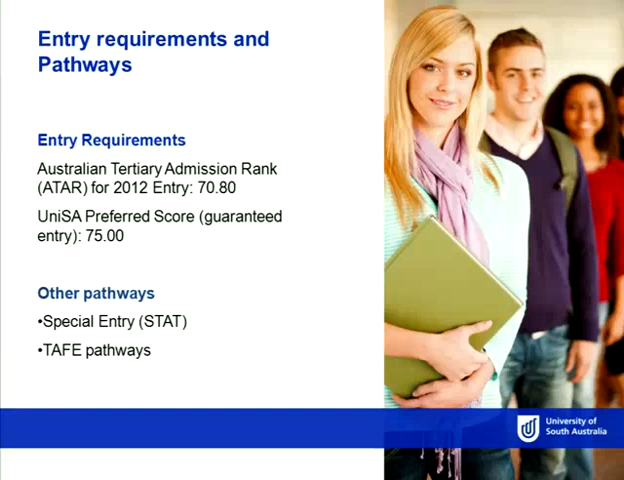 Entry requirements and
Pathways
Entry Requirements
Australian Tertiary Admission Rank
(ATAR) for 2012 Entry: 70.80
UniSA Preferred Score (guaranteed
entry): 75.00
Other pathways
•Special Entry (STAT)
•TAFE pathways
University of
South Australia